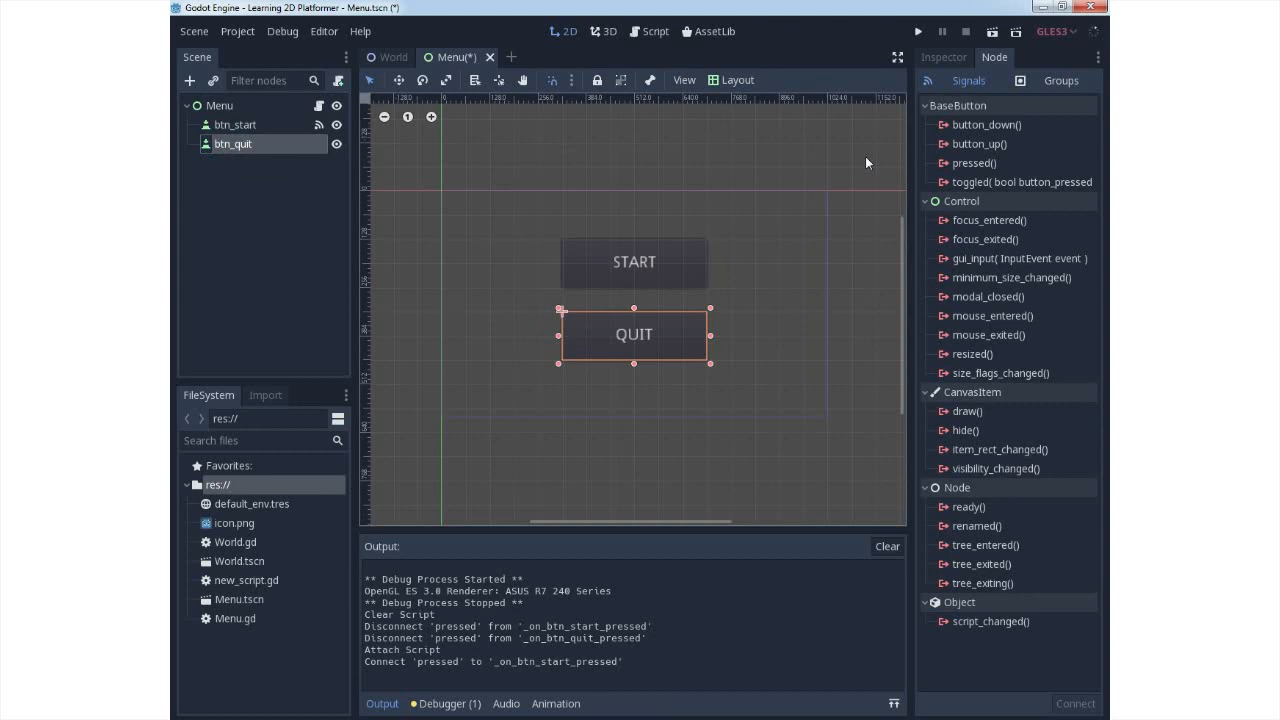 Godot Engine - Learning 2D Platformer - Menu.tscn (*)
Scene Project Debug Editor Help 2D 3D Script AssetLib GLES3
Scene
Filter nodes
Menu
btn_start
btn_quit
FileSystem Import
res://
Search files
Favorites:
res://
default_env.tres
icon.png
World.gd
World.tscn
new_script.gd
Menu.tscn
Menu.gd
World Menu(*)
View Layout
START
QUIT
Output: Clear
** Debug Process Started **
OpenGL ES 3.0 Renderer: ASUS R7 240 Series
** Debug Process Stopped **
Clear Script
Disconnect 'pressed' from '_on_btn_start_pressed'
Disconnect 'pressed' from '_on_btn_quit_pressed'
Attach Script
Connect 'pressed' to '_on_btn_start_pressed'
Output Debugger (1) Audio Animation
Inspector Node
Signals Groups
BaseButton
button_down()
button_up()
pressed()
toggled( bool button_pressed
Control
focus_entered()
focus_exited()
gui_input( InputEvent event )
minimum_size_changed()
modal_closed()
mouse_entered()
mouse_exited()
resized()
size_flags_changed()
CanvasItem
draw()
hide()
item_rect_changed()
visibility_changed()
Node
ready()
renamed()
tree_entered()
tree_exited()
tree_exiting()
Object
script_changed()
Connect